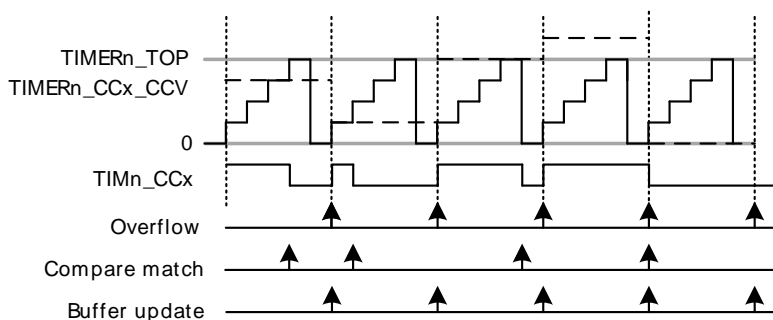 TIMERn_TOP
TIMERn_CCx_CCV
0
TIMn_CCx
Overflow
Compare match
Buffer update